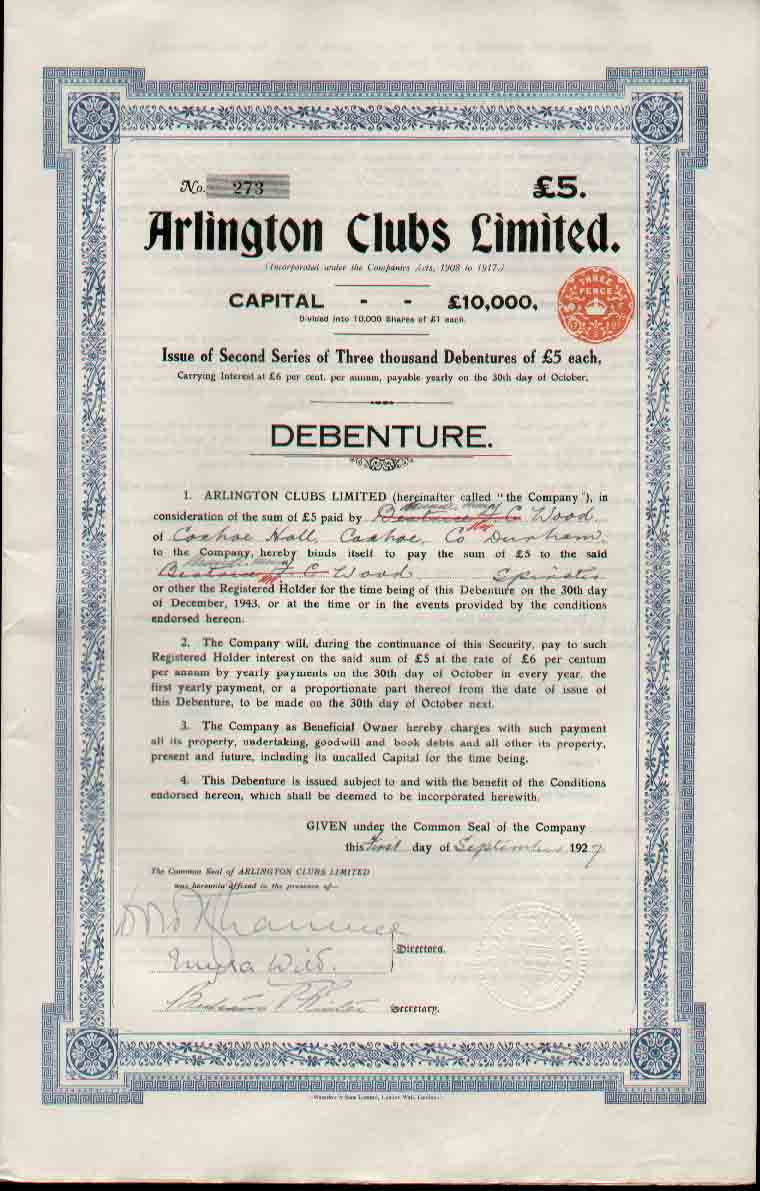 No. 273 £5.
Arlington Clubs Limited.
(Incorporated under the Companies Acts, 1908 to 1917.)
CAPITAL - - £10,000,
Divided into 10,000 Shares of £1 each.
THREE
PENCE
Issue of Second Series of Three thousand Debentures of £5 each,
Carrying Interest at £6 per cent. per annum, payable yearly on the 30th day of October.
DEBENTURE.
1. ARLINGTON CLUBS LIMITED (hereinafter called "the Company"), in
consideration of the sum of £5 paid by Beatrice C Wood
of Coxhoe Hall, Coxhoe, Co Durham,
to the Company, hereby binds itself to pay the sum of £5 to the said
Beatrice C Wood Spinster
or other the Registered Holder for the time being of this Debenture on the 30th day
of December, 1943, or at the time or in the events provided by the conditions
endorsed hereon.
2. The Company will, during the continuance of this Security, pay to such
Registered Holder interest on the said sum of £5 at the rate of £6 per centum
per annum by yearly payments on the 30th day of October in every year, the
first yearly payment, or a proportionate part thereof from the date of issue of
this Debenture, to be made on the 30th day of October next.
3. The Company as Beneficial Owner hereby charges with such payment
all its property, undertaking, goodwill and book debts and all other its property,
present and future, including its uncalled Capital for the time being.
4. This Debenture is issued subject to and with the benefit of the Conditions
endorsed hereon, which shall be deemed to be incorporated herewith.
GIVEN under the Common Seal of the Company
this first day of September 1927
The Common Seal of ARLINGTON CLUBS LIMITED
was hereunto affixed in the presence of—
Directors.
Secretary.
London Wall, London